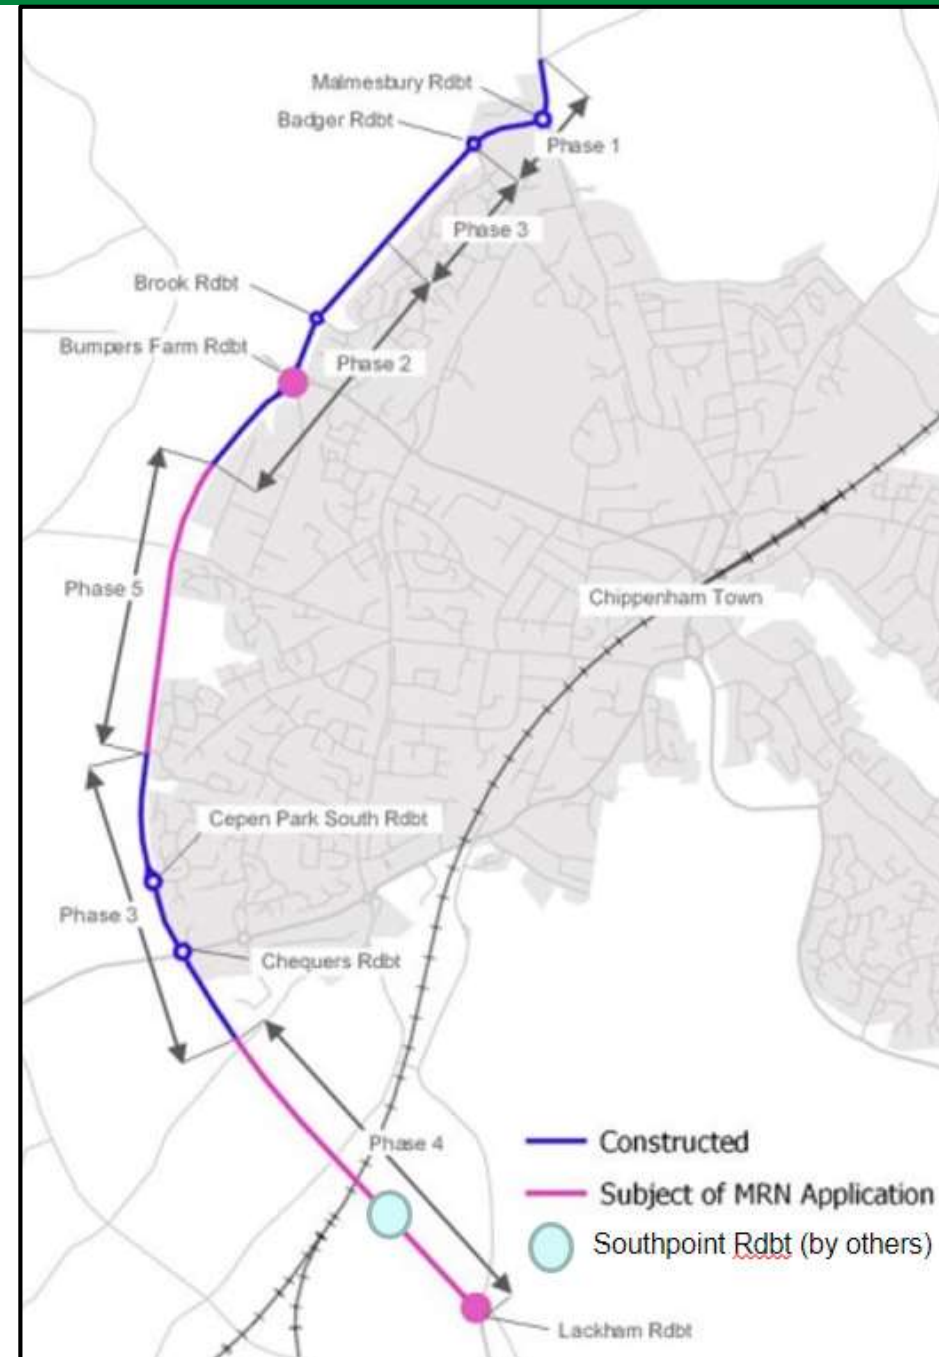 Malmesbury Rdbt
Badger Rdbt
Phase 1
Phase 3
Brook Rdbt
Bumpers Farm Rdbt
Phase 2
Phase 5
Chippenham Town
Cepen Park South Rdbt
Phase 3
Chequers Rdbt
Phase 4
Constructed
Subject of MRN Application
Southpoint Rdbt (by others)
Lackham Rdbt